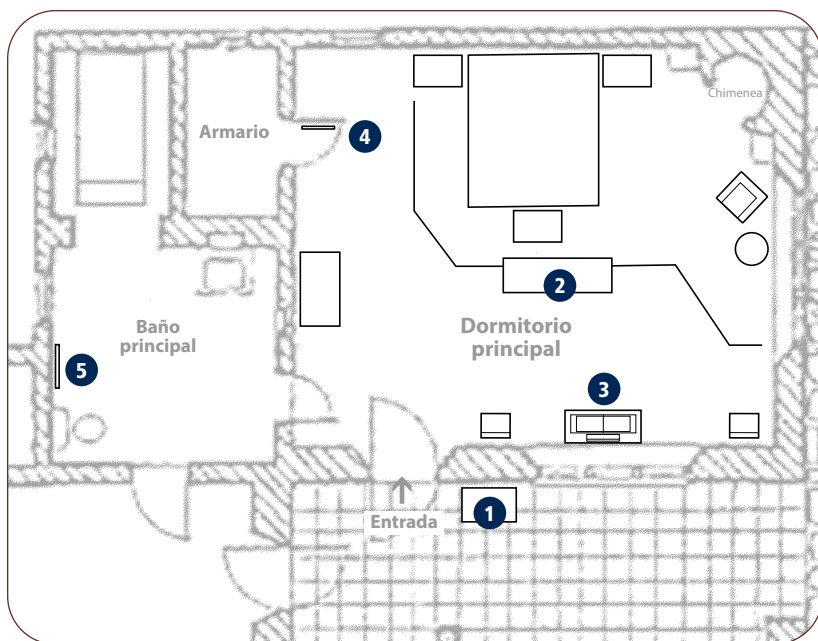 Chimenea
Armario
4
2
Baño
principal
Dormitorio
principal
5
3
1
Entrada